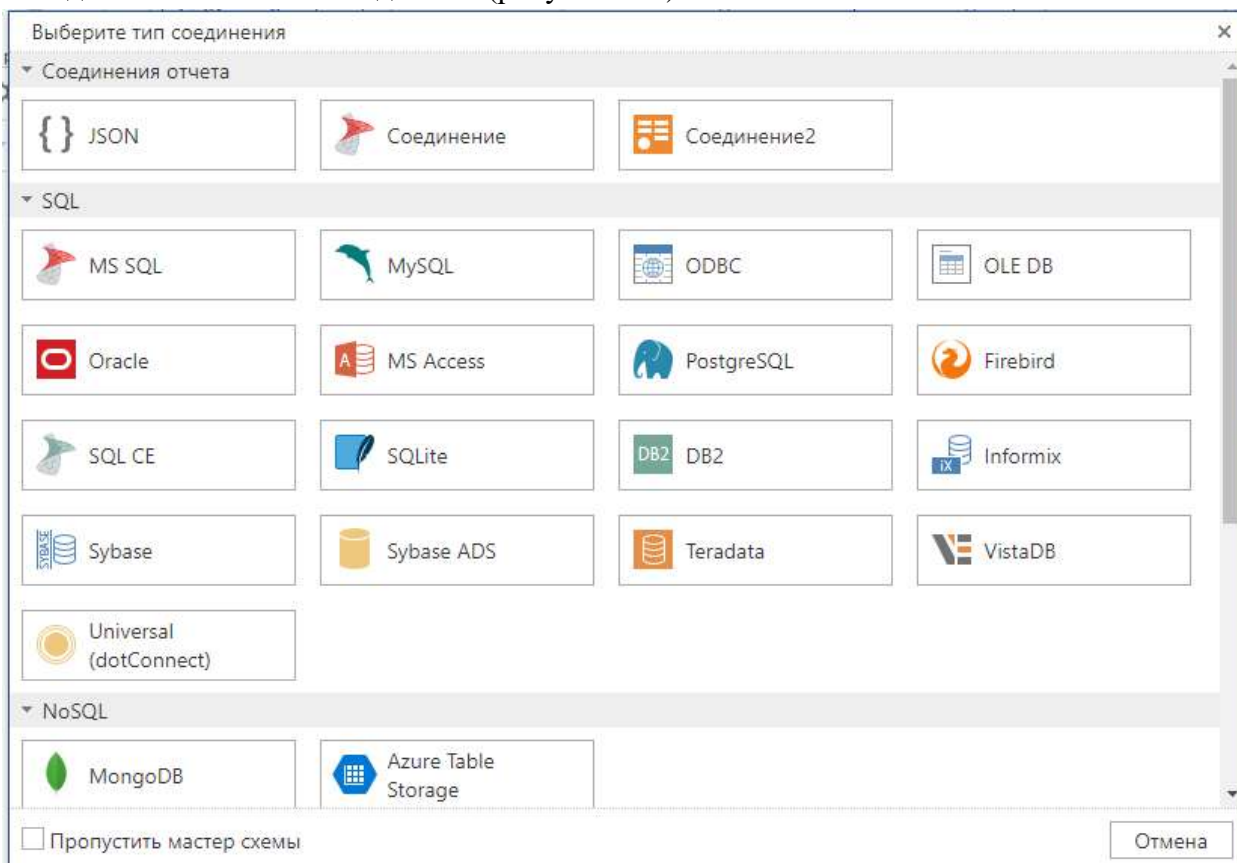 Выберите тип соединения
Соединения отчета
JSON
Соединение
Соединение2
SQL
MS SQL
MySQL
ODBC
OLE DB
Oracle
MS Access
PostgreSQL
Firebird
SQL CE
SQLite
DB2
DB2
iX
Informix
SYBASE
Sybase
Sybase ADS
Teradata
VistaDB
Universal
(dotConnect)
NoSQL
MongoDB
Azure Table
Storage
Пропустить мастер схемы
Отмена